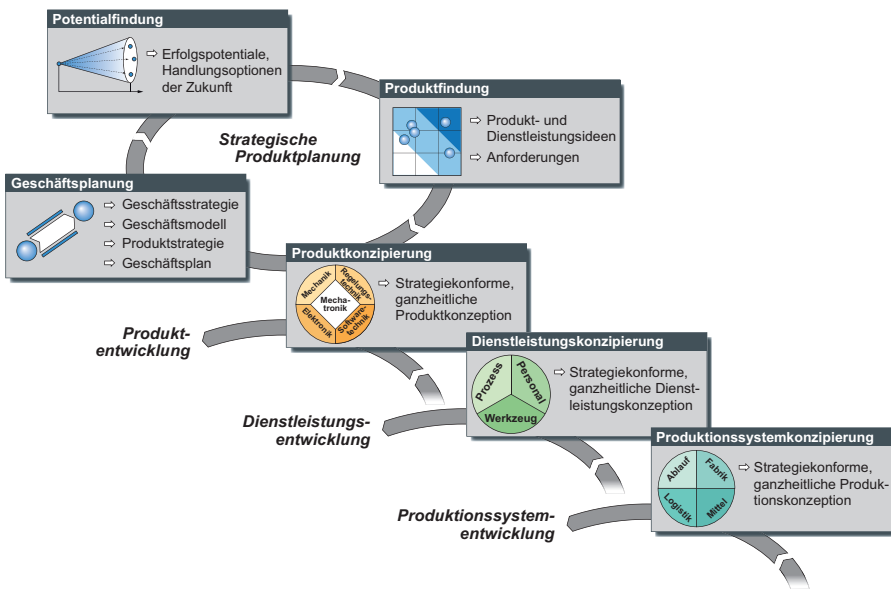 Potentialfindung
⇨ Erfolgspotentiale,
Handlungsoptionen
der Zukunft
Produktfindung
⇨ Produkt- und
Dienstleistungsideen
⇨ Anforderungen
Strategische
Produktplanung
Geschäftsplanung
⇨ Geschäftsstrategie
⇨ Geschäftsmodell
⇨ Produktstrategie
⇨ Geschäftsplan
Produktkonzipierung
Mechanik
Regelungs-
technik
Mecha-
tronik
Elektronik
Software-
technik
⇨ Strategiekonforme,
ganzheitliche
Produktkonzeption
Produkt-
entwicklung
Dienstleistungskonzipierung
Prozess
Personal
Werkzeug
⇨ Strategiekonforme,
ganzheitliche Dienst-
leistungskonzeption
Dienstleistungs-
entwicklung
Produktionssystemkonzipierung
Ablauf
Fabrik
Logistik
Mittel
⇨ Strategiekonforme,
ganzheitliche Produk-
tionskonzeption
Produktionssystem-
entwicklung